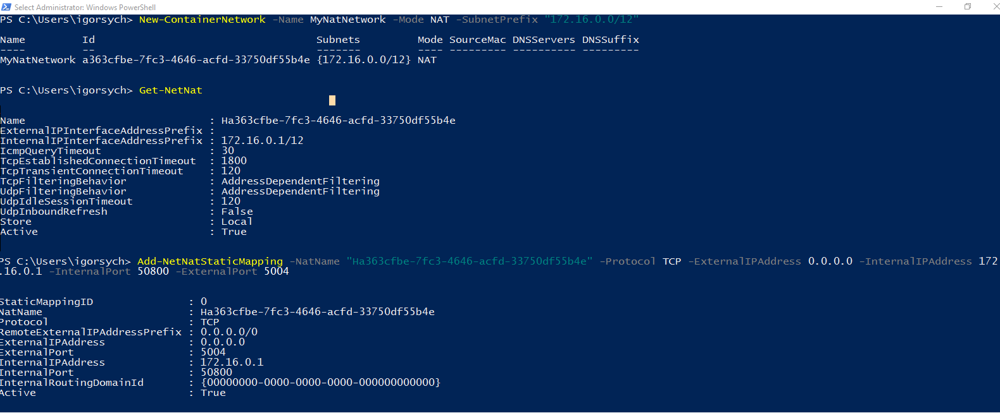 Select Administrator: Windows PowerShell
PS C:\Users\igorsych> New-ContainerNetwork -Name MyNatNetwork -Mode NAT -SubnetPrefix "172.16.0.0/12"
Name Id Subnets Mode SourceMac DNSServers DNSSuffix
---- -- ------- ---- --------- ---------- ---------
MyNatNetwork a363cfbe-7fc3-4646-acfd-33750df55b4e {172.16.0.0/12} NAT
PS C:\Users\igorsych> Get-NetNat
Name : Ha363cfbe-7fc3-4646-acfd-33750df55b4e
ExternalIPInterfaceAddressPrefix :
InternalIPInterfaceAddressPrefix : 172.16.0.1/12
IcmpQueryTimeout : 30
TcpEstablishedConnectionTimeout : 1800
TcpTransientConnectionTimeout : 120
TcpFilteringBehavior : AddressDependentFiltering
UdpFilteringBehavior : AddressDependentFiltering
UdpIdleSessionTimeout : 120
UdpInboundRefresh : False
Store : Local
Active : True
PS C:\Users\igorsych> Add-NetNatStaticMapping -NatName "Ha363cfbe-7fc3-4646-acfd-33750df55b4e" -Protocol TCP -ExternalIPAddress 0.0.0.0 -InternalIPAddress 172
.16.0.1 -InternalPort 50800 -ExternalPort 5004
StaticMappingID : 0
NatName : Ha363cfbe-7fc3-4646-acfd-33750df55b4e
Protocol : TCP
RemoteExternalIPAddressPrefix : 0.0.0.0/0
ExternalIPAddress : 0.0.0.0
ExternalPort : 5004
InternalIPAddress : 172.16.0.1
InternalPort : 50800
InternalRoutingDomainId : {00000000-0000-0000-0000-000000000000}
Active : True